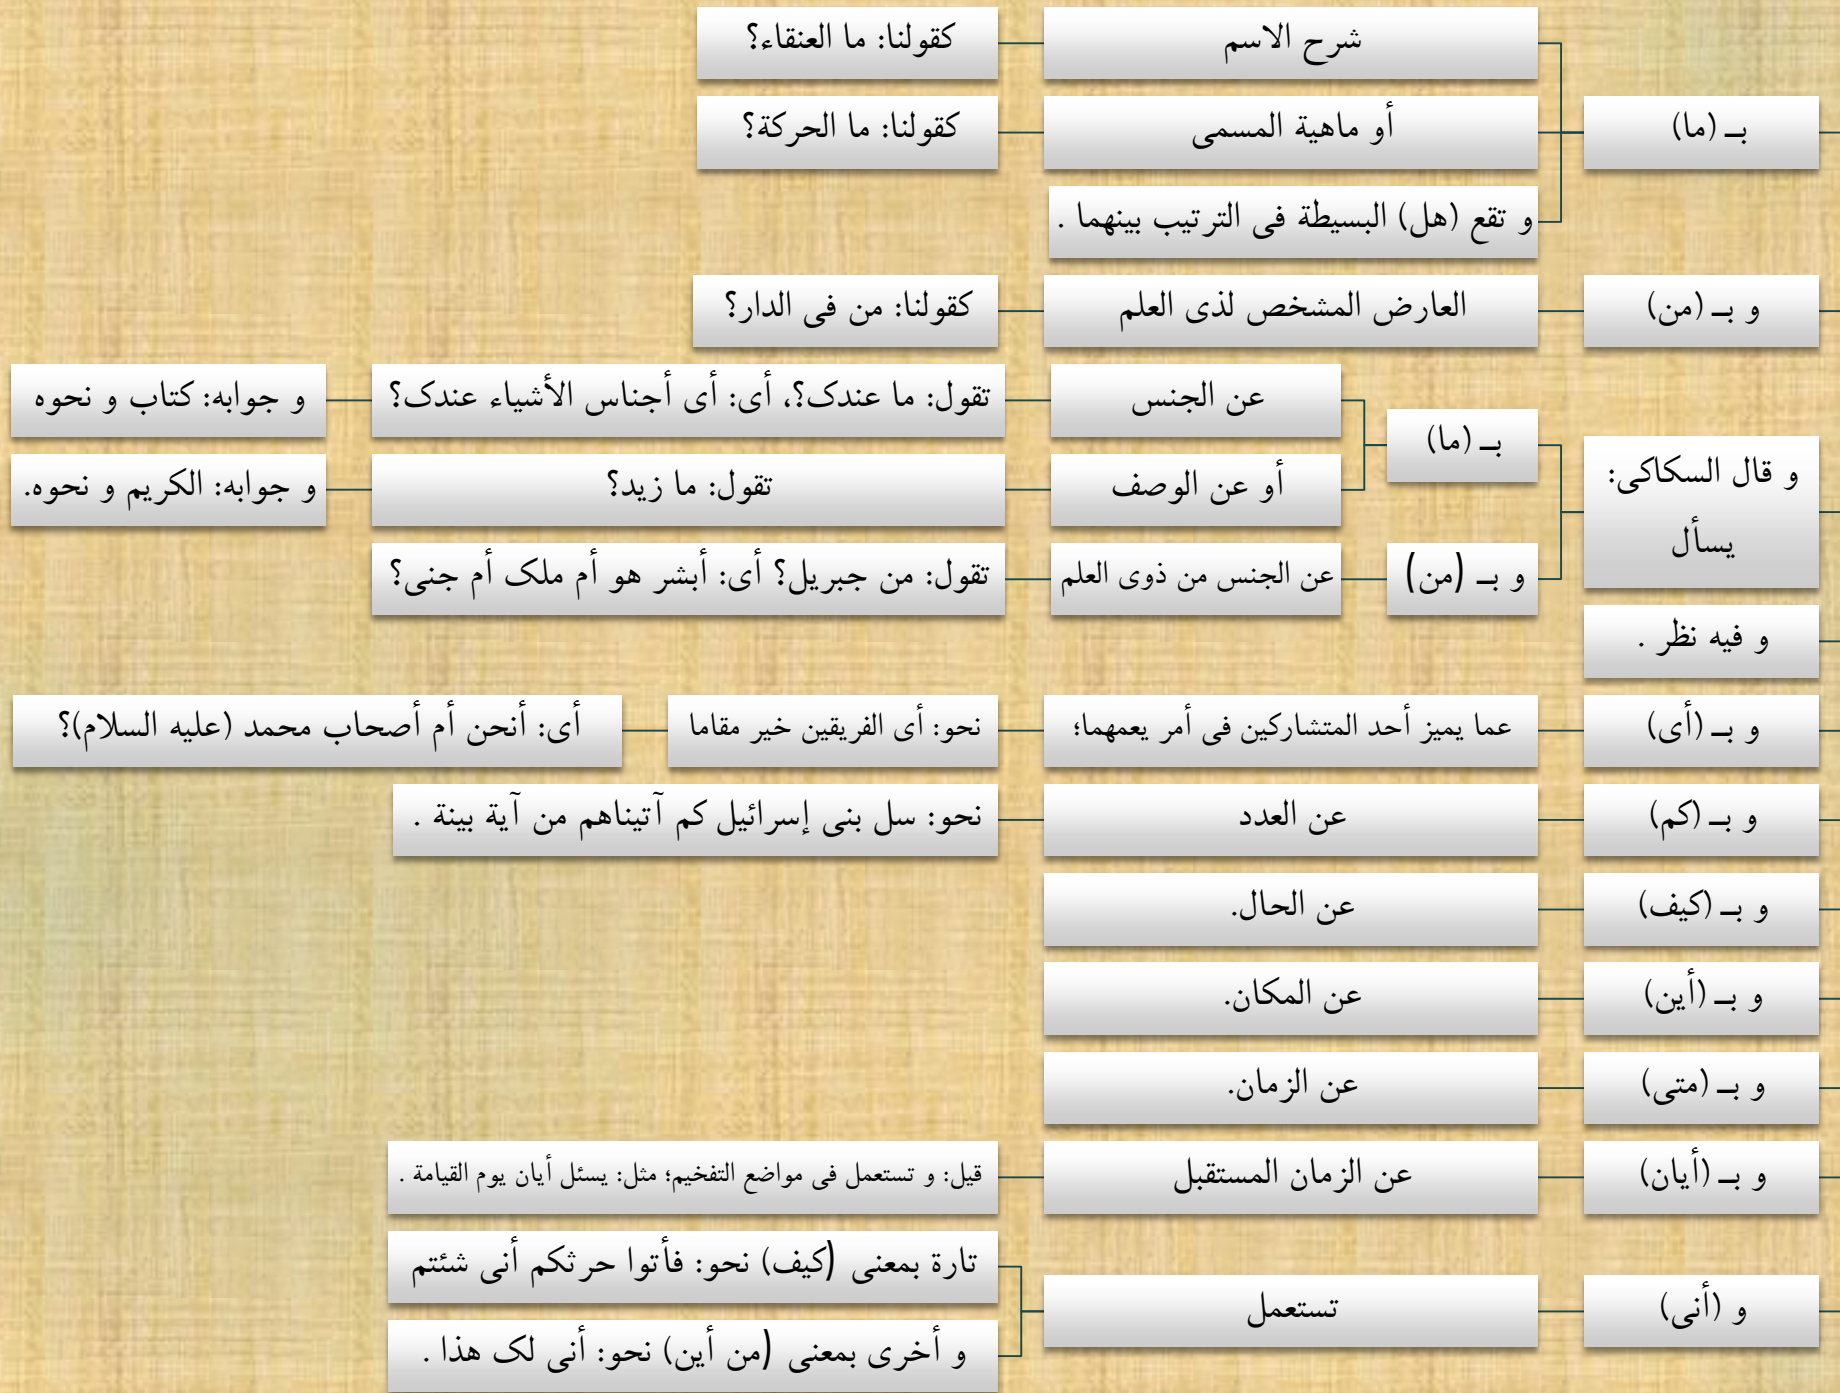 بـ (ما)
شرح الاسم
كقولنا: ما العنقاء؟
أو ماهية المسمى
كقولنا: ما الحركة؟
و تقع (هل) البسيطة فى الترتيب بينهما .
و بـ (من)
العارض المشخص لذى العلم
كقولنا: من فى الدار؟
و قال السكاكى:
يسأل
بـ (ما)
عن الجنس
تقول: ما عندک؟، أى: أى أجناس الأشياء عندک؟
و جوابه: كتاب و نحوه
أو عن الوصف
تقول: ما زيد؟
و جوابه: الكريم و نحوه.
و بـ (من)
عن الجنس من ذوى العلم
تقول: من جبريل؟ أى: أبشر هو أم ملک أم جنى؟
و فيه نظر .
و بـ (أى)
عما يميز أحد المتشاركين فى أمر يعمهما؛
نحو: أى الفريقين خير مقاما
أى: أنحن أم أصحاب محمد (عليه السلام)؟
و بـ (كم)
عن العدد
نحو: سل بنى إسرائيل كم آتيناهم من آية بينة .
و بـ (كيف)
عن الحال.
و بـ (أين)
عن المكان.
و بـ (متى)
عن الزمان.
و بـ (أيان)
عن الزمان المستقبل
قيل: و تستعمل فى مواضع التفخيم؛ مثل: يسئل أيان يوم القيامة .
و (أنى)
تستعمل
تارة بمعنى (كيف) نحو: فأتوا حرثكم أنى شئتم
و أخرى بمعنى (من أين) نحو: أنى لک هذا .